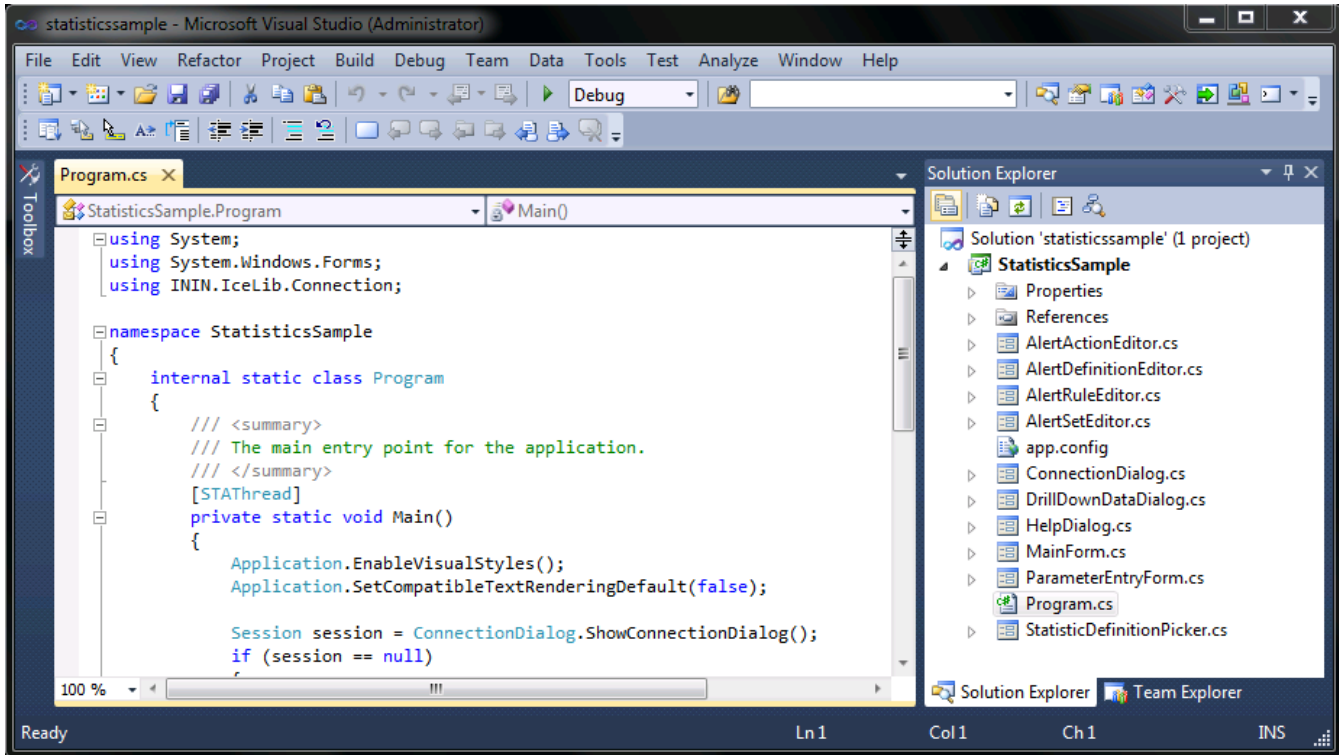 statisticssample - Microsoft Visual Studio (Administrator)
File Edit View Refactor Project Build Debug Team Data Tools Test Analyze Window Help
Debug
Toolbox
Program.cs
StatisticsSample.Program Main()
using System;
using System.Windows.Forms;
using ININ.IceLib.Connection;
namespace StatisticsSample
{
internal static class Program
{
/// <summary>
/// The main entry point for the application.
/// </summary>
[STAThread]
private static void Main()
{
Application.EnableVisualStyles();
Application.SetCompatibleTextRenderingDefault(false);
Session session = ConnectionDialog.ShowConnectionDialog();
if (session == null)
100 %
Solution Explorer
Solution 'statisticssample' (1 project)
StatisticsSample
Properties
References
AlertActionEditor.cs
AlertDefinitionEditor.cs
AlertRuleEditor.cs
AlertSetEditor.cs
app.config
ConnectionDialog.cs
DrillDownDataDialog.cs
HelpDialog.cs
MainForm.cs
ParameterEntryForm.cs
Program.cs
StatisticDefinitionPicker.cs
Solution Explorer Team Explorer
Ready Ln 1 Col 1 Ch 1 INS